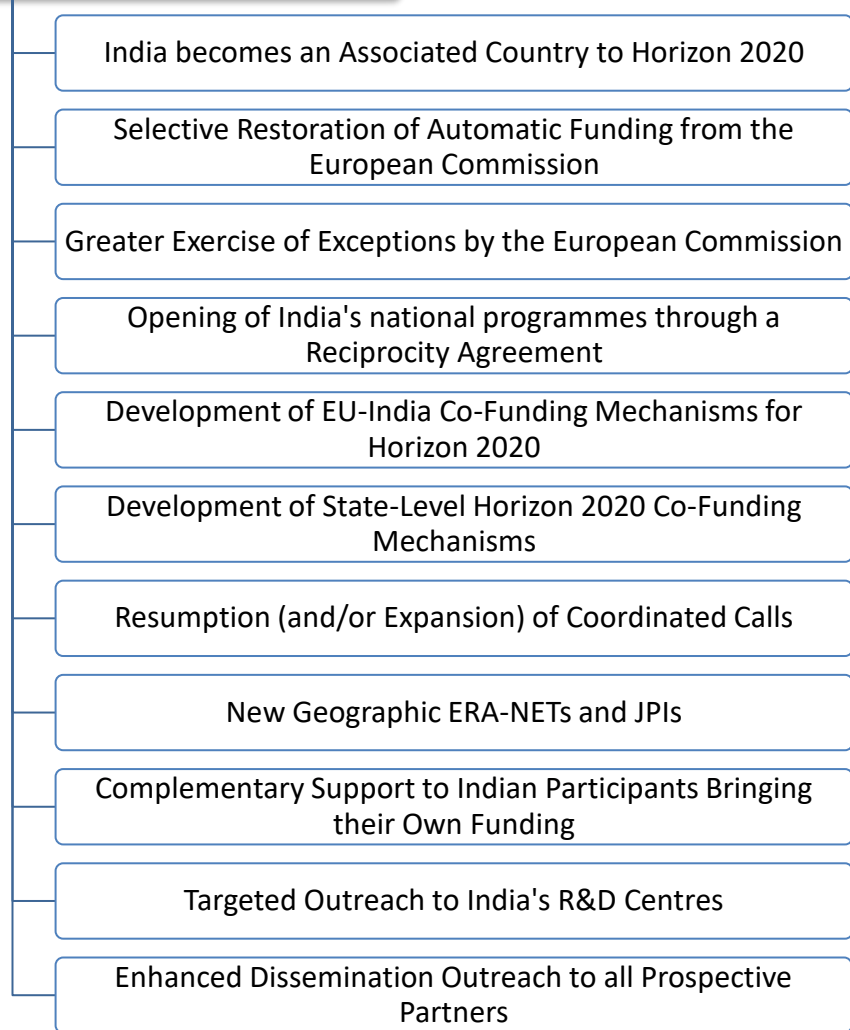 India becomes an Associated Country to Horizon 2020
Selective Restoration of Automatic Funding from the
European Commission
Greater Exercise of Exceptions by the European Commission
Opening of India's national programmes through a
Reciprocity Agreement
Development of EU-India Co-Funding Mechanisms for
Horizon 2020
Development of State-Level Horizon 2020 Co-Funding
Mechanisms
Resumption (and/or Expansion) of Coordinated Calls
New Geographic ERA-NETs and JPIs
Complementary Support to Indian Participants Bringing
their Own Funding
Targeted Outreach to India's R&D Centres
Enhanced Dissemination Outreach to all Prospective
Partners